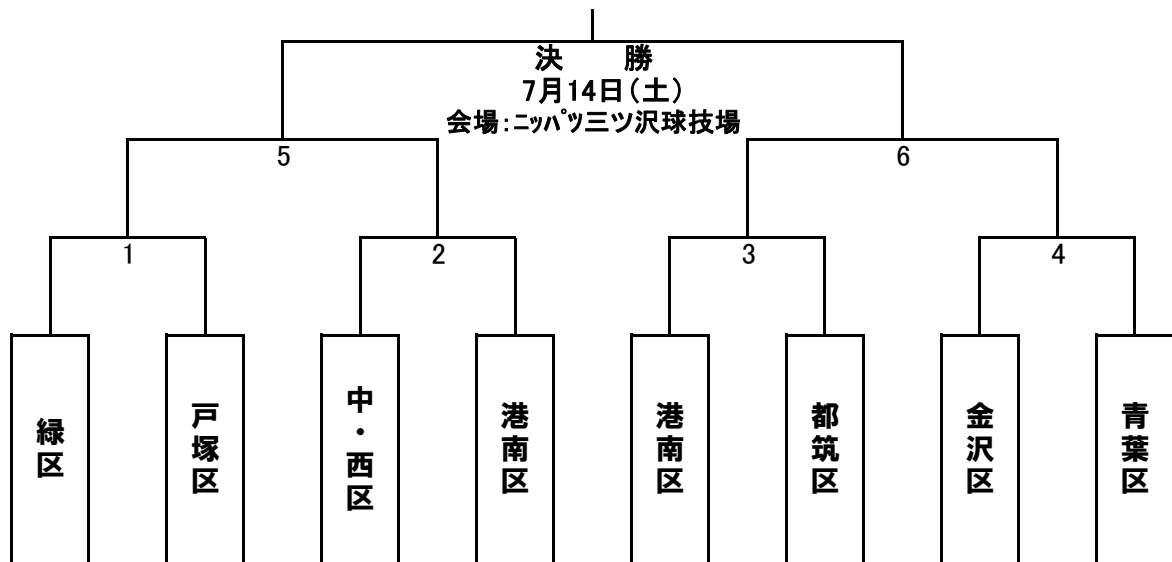 決　　勝
7月14日（土）
会場：ﾆｯﾊﾟﾂ三ツ沢球技場
5
6
1
2
3
4
緑区
戸塚区
中・西区
港南区
港南区
都筑区
金沢区
青葉区